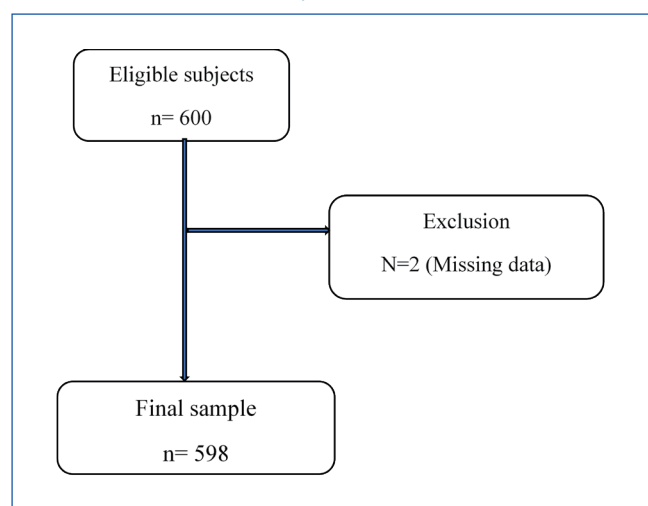 Eligible subjects
n= 600
Exclusion
N=2 (Missing data)
Final sample
n= 598